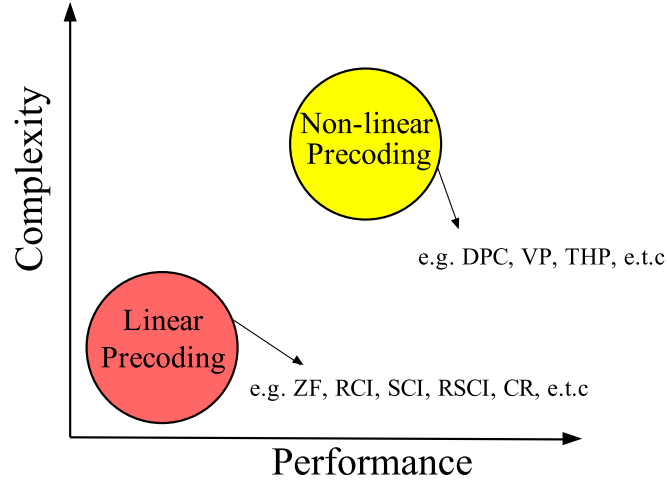 Complexity
Non-linear
Precoding
e.g. DPC, VP, THP, e.t.c
Linear
Precoding
e.g. ZF, RCI, SCI, RSCI, CR, e.t.c
Performance